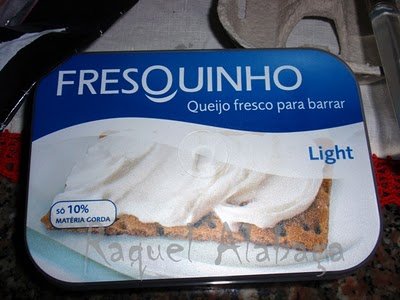 FRESQUINHO
Queijo fresco para barrar
Light
só 10%
MATÉRIA GORDA
Raquel Alabaça